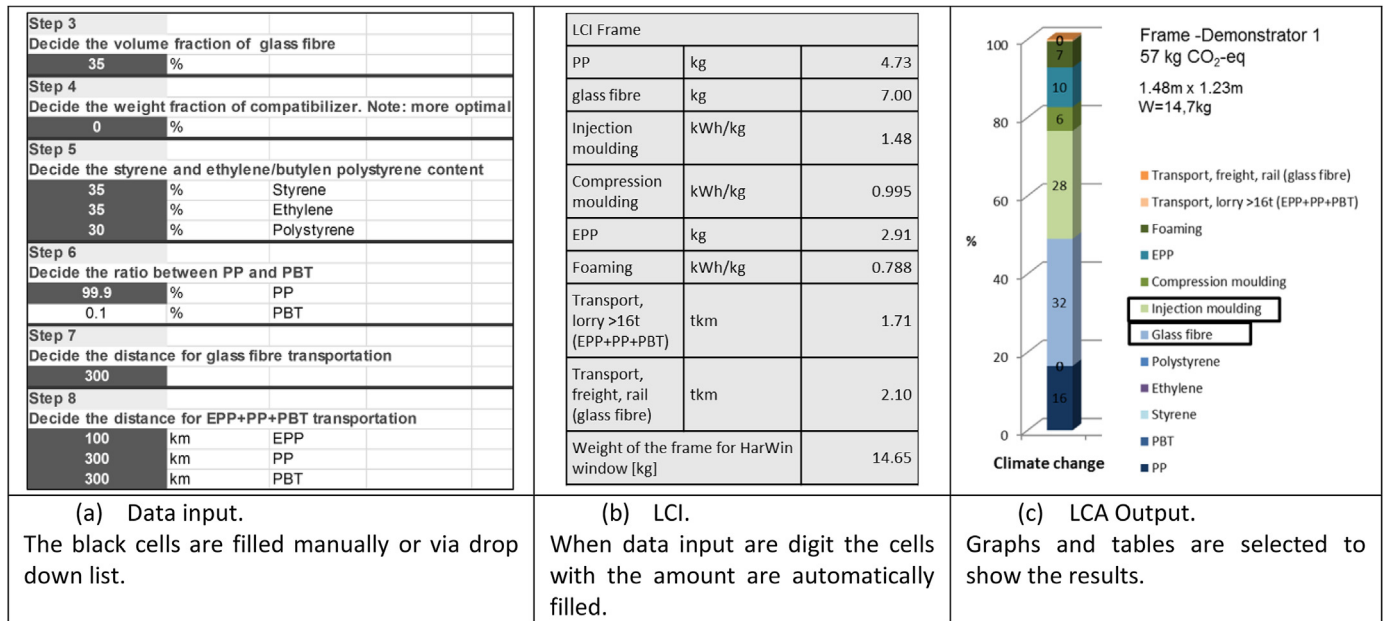 Step 3
Decide the volume fraction of glass fibre
35 %
Step 4
Decide the weight fraction of compatibilizer. Note: more optimal
0 %
Step 5
Decide the styrene and ethylene/butylen polystyrene content
35 % Styrene
35 % Ethylene
30 % Polystyrene
Step 6
Decide the ratio between PP and PBT
99.9 % PP
0.1 % PBT
Step 7
Decide the distance for glass fibre transportation
300
Step 8
Decide the distance for EPP+PP+PBT transportation
100 km EPP
300 km PP
300 km PBT
(a) Data input.
The black cells are filled manually or via drop
down list.
LCI Frame
PP kg 4.73
glass fibre kg 7.00
Injection
moulding kWh/kg 1.48
Compression
moulding kWh/kg 0.995
EPP kg 2.91
Foaming kWh/kg 0.788
Transport,
lorry >16t tkm 1.71
(EPP+PP+PBT)
Transport,
freight, rail tkm 2.10
(glass fibre)
Weight of the frame for HarWin
window [kg] 14.65
(b) LCI.
When data input are digit the cells
with the amount are automatically
filled.
100
80
60
%
40
20
0
0
7
10
6
28
32
0
16
Climate change
Frame -Demonstrator 1
57 kg CO₂-eq
1.48m x 1.23m
W=14,7kg
Transport, freight, rail (glass fibre)
Transport, lorry >16t (EPP+PP+PBT)
Foaming
EPP
Compression moulding
Injection moulding
Glass fibre
Polystyrene
Ethylene
Styrene
PBT
PP
(c) LCA Output.
Graphs and tables are selected to
show the results.